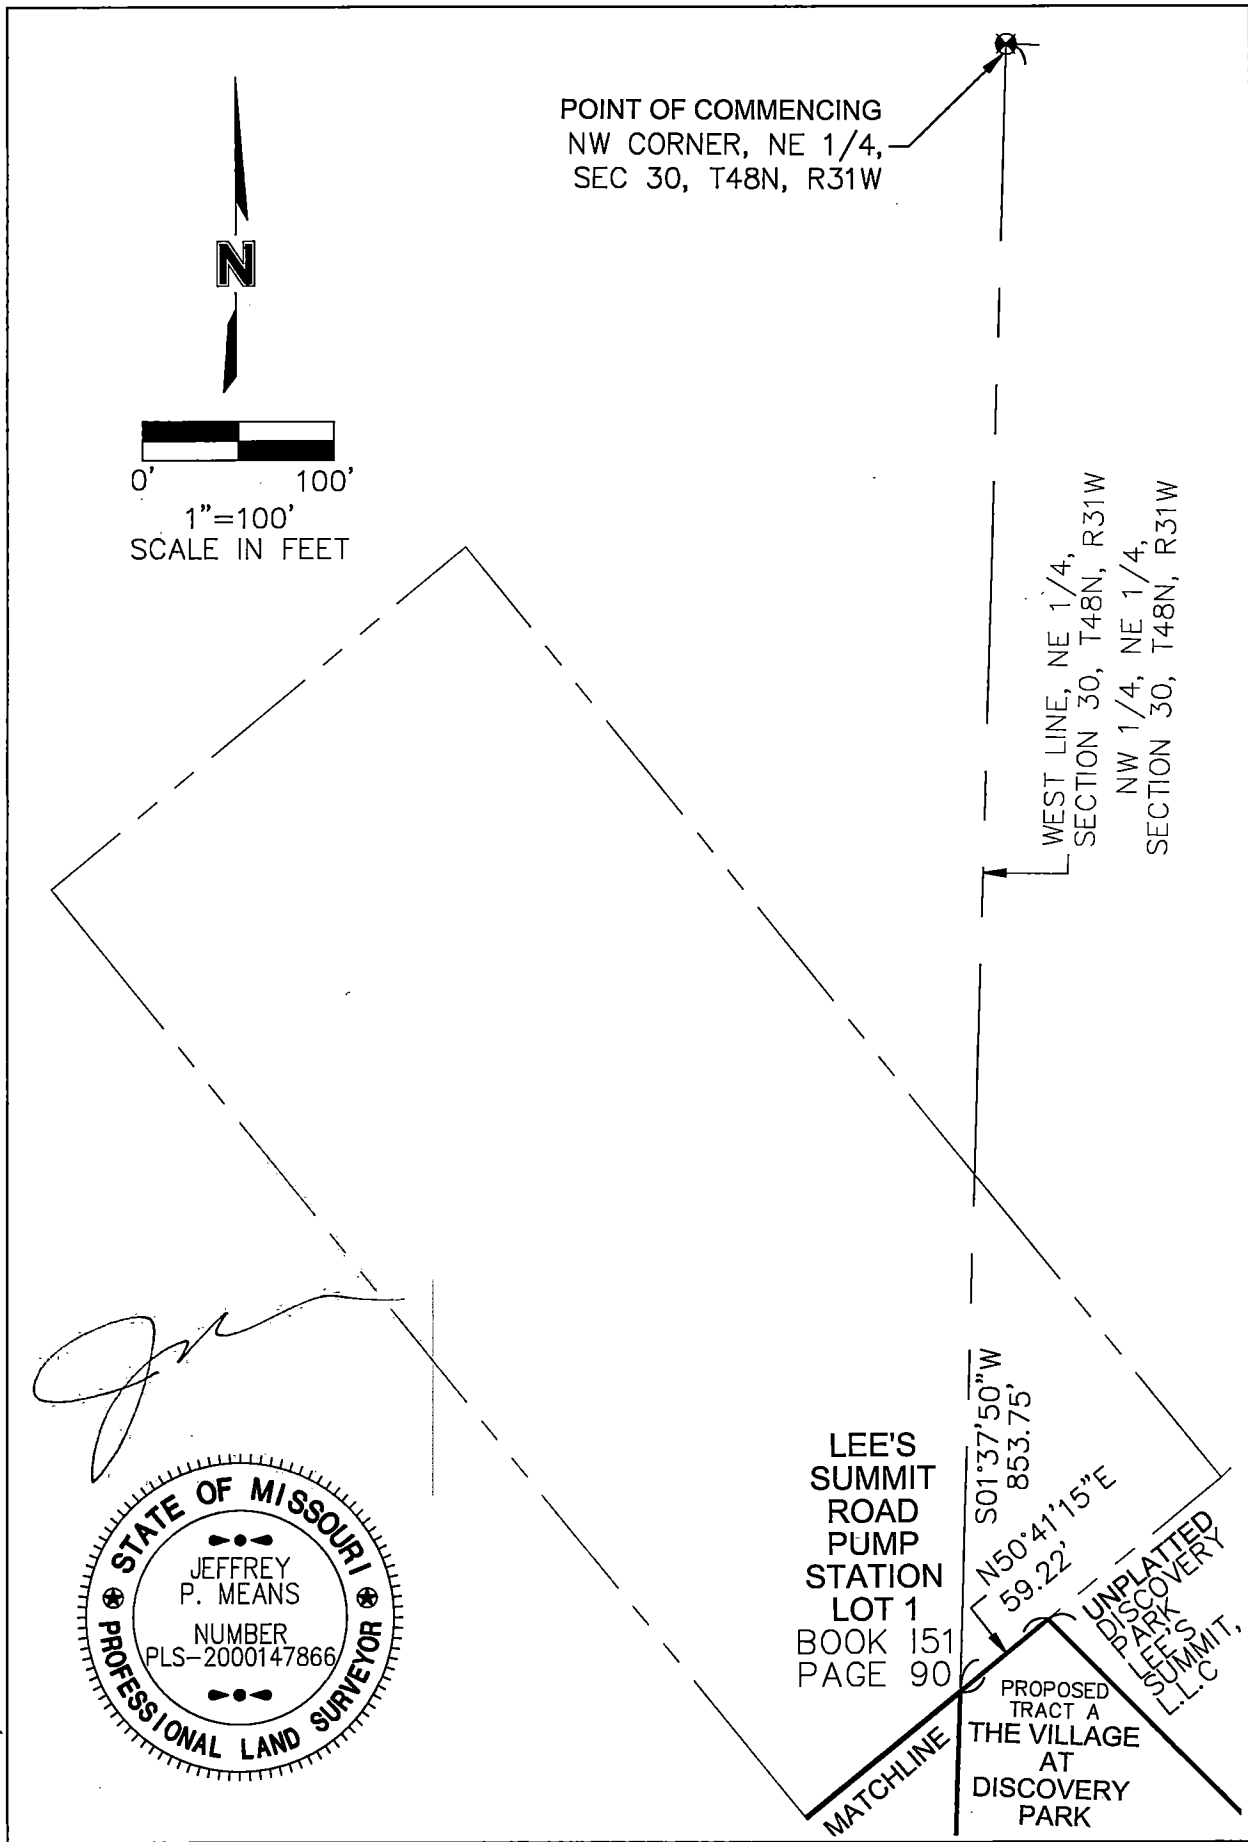 POINT OF COMMENCING
NW CORNER, NE 1/4,
SEC 30, T48N, R31W
N
0' 100'
1"=100'
SCALE IN FEET
WEST LINE, NE 1/4,
SECTION 30, T48N, R31W
NW 1/4, NE 1/4,
SECTION 30, T48N, R31W
S01°37'50"W
853.75'
N50°41'15"E
59.22'
LEE'S
SUMMIT
ROAD
PUMP
STATION
LOT 1
BOOK 151
PAGE 90
UNPLATTED
DISCOVERY
PARK
LEE'S
SUMMIT,
L.L.C
MATCHLINE
PROPOSED
TRACT A
THE VILLAGE
AT
DISCOVERY
PARK
STATE OF MISSOURI
JEFFREY
P. MEANS
NUMBER
PLS-2000147866
PROFESSIONAL LAND SURVEYOR